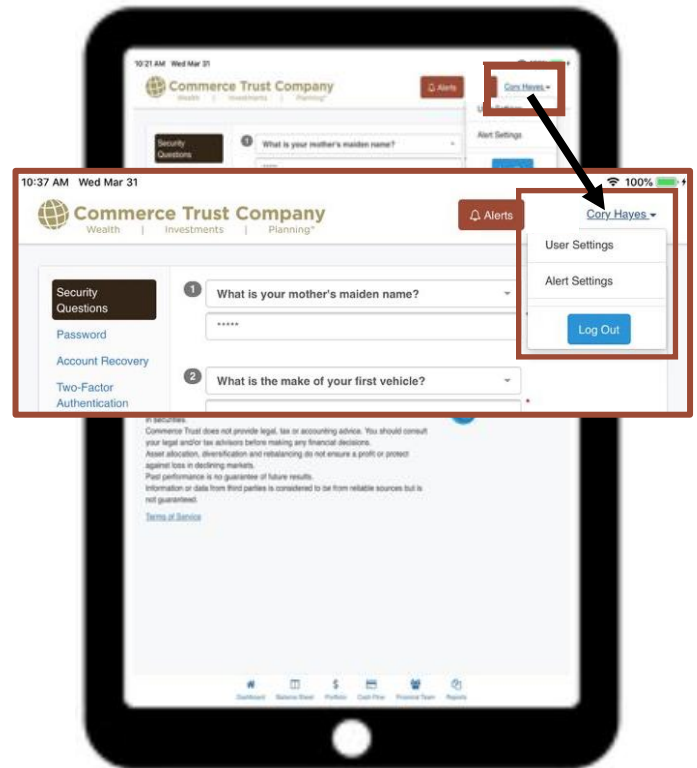 10:21 AM Wed Mar 31
Commerce Trust Company
Wealth | Investments | Planning
Alerts
Cory Hayes
Alert Settings
Security
Questions
1 What is your mother's maiden name?
10:37 AM Wed Mar 31
100%
Commerce Trust Company
Wealth | Investments | Planning
Alerts
Cory Hayes
User Settings
Alert Settings
Log Out
Security
Questions
Password
Account Recovery
Two-Factor
Authentication
1 What is your mother's maiden name?
*****
2 What is the make of your first vehicle?
*
in securities.
Commerce Trust does not provide legal, tax or accounting advice. You should consult
your legal and/or tax advisors before making any financial decisions.
Asset allocation, diversification and rebalancing do not ensure a profit or protect
against loss in declining markets.
Past performance is no guarantee of future results.
Information or data from third parties is considered to be from reliable sources but is
not guaranteed.
Terms of Service
Dashboard Balance Sheet Portfolio Cash Flow Financial Team Reports